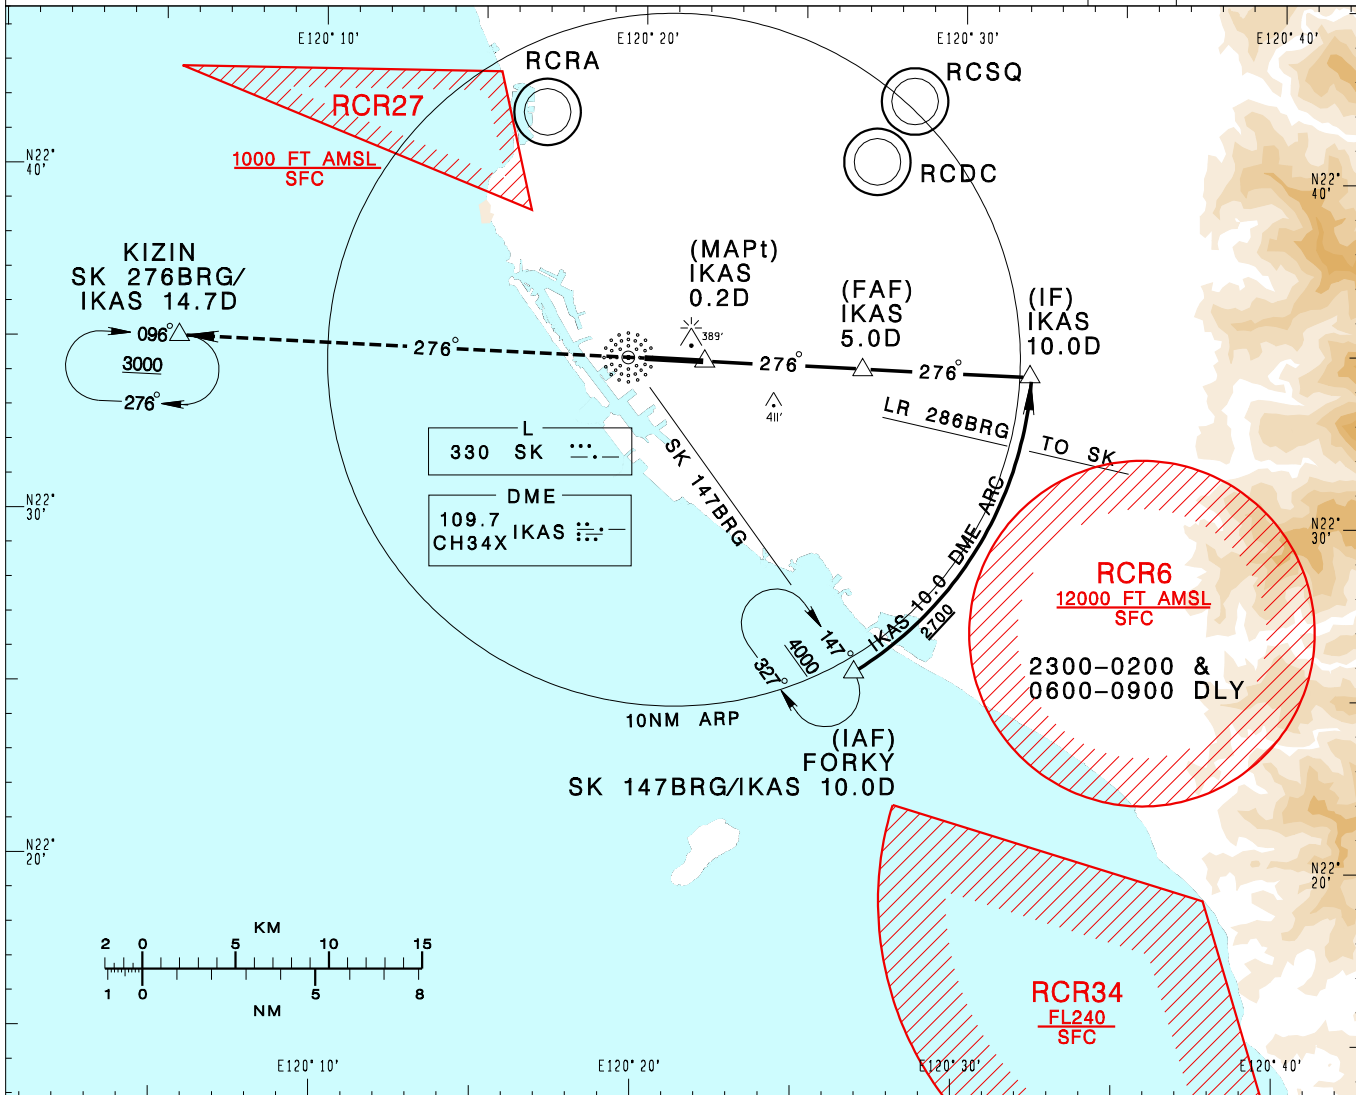 E120° 10'
E120° 20'
E120° 30'
E120° 40'
RCRA
RCSQ
RCR27
1000 FT AMSL
SFC
RCDC
N22°
40'
N22°
40'
KIZIN
SK 276BRG/
IKAS 14.7D
(MAPt)
IKAS
0.2D
(FAF)
IKAS
5.0D
(IF)
IKAS
10.0D
096°
3000
276°
276°
389'
276°
276°
411'
LR 286BRG TO SK
L
330 SK
DME
109.7
CH34X
IKAS
SK 147BRG
N22°
30'
N22°
30'
IKAS 10.0 DME ARC
2700
RCR6
12000 FT AMSL
SFC
2300-0200 &
0600-0900 DLY
147°
4000
327°
10NM ARP
(IAF)
FORKY
SK 147BRG/IKAS 10.0D
N22°
20'
N22°
20'
KM
2 0 5 10 15
1 0 5 8
NM
RCR34
FL240
SFC
E120° 10'
E120° 20'
E120° 30'
E120° 40'